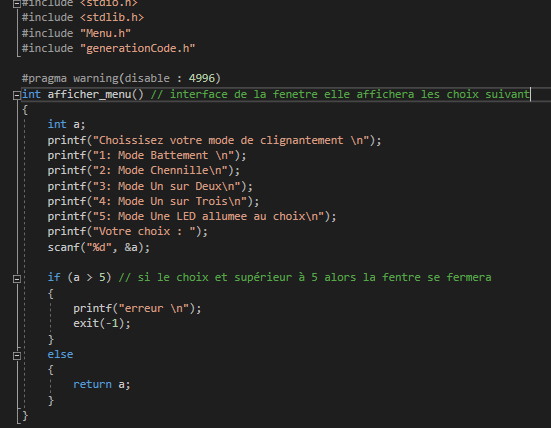 #include <stdio.h>
#include <stdlib.h>
#include "Menu.h"
#include "generationCode.h"
#pragma warning(disable : 4996)
int afficher_menu() // interface de la fenetre elle affichera les choix suivant
{
int a;
printf("Choissisez votre mode de clignantement \n");
printf("1: Mode Battement \n");
printf("2: Mode Chennille\n");
printf("3: Mode Un sur Deux\n");
printf("4: Mode Un sur Trois\n");
printf("5: Mode Une LED allumee au choix\n");
printf("Votre choix : ");
scanf("%d", &a);
if (a > 5) // si le choix et supérieur à 5 alors la fentre se fermera
{
printf("erreur \n");
exit(-1);
}
else
{
return a;
}
}